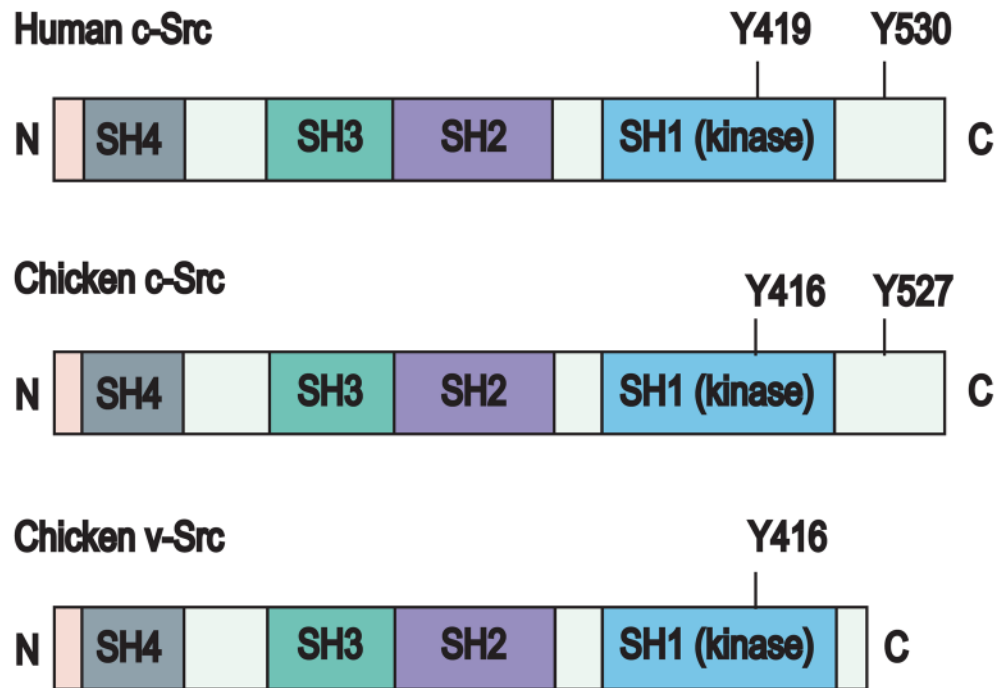 Human c-Src
Y419 Y530
N SH4 SH3 SH2 SH1 (kinase) C
Chicken c-Src
Y416 Y527
N SH4 SH3 SH2 SH1 (kinase) C
Chicken v-Src
Y416
N SH4 SH3 SH2 SH1 (kinase) C